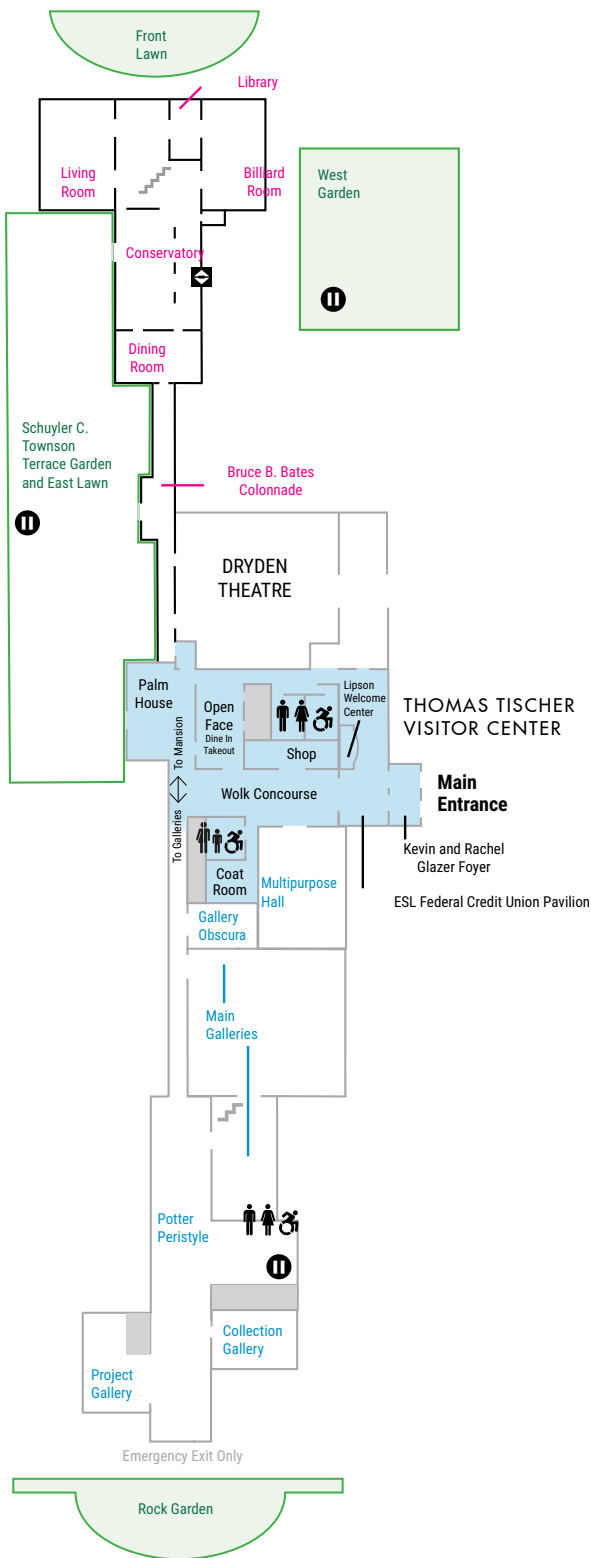 Front
Lawn
Library
Living
Room
Billiard
Room
West
Garden
Conservatory
Dining
Room
Schuyler C.
Townson
Terrace Garden
and East Lawn
Bruce B. Bates
Colonnade
DRYDEN
THEATRE
Palm
House
To Mansion
Open
Face
Dine In
Takeout
Lipson
Welcome
Center
Shop
THOMAS TISCHER
VISITOR CENTER
Wolk Concourse
Main
Entrance
To Galleries
Kevin and Rachel
Glazer Foyer
Coat
Room
Multipurpose
Hall
ESL Federal Credit Union Pavilion
Gallery
Obscura
Main
Galleries
Potter
Peristyle
Collection
Gallery
Project
Gallery
Emergency Exit Only
Rock Garden